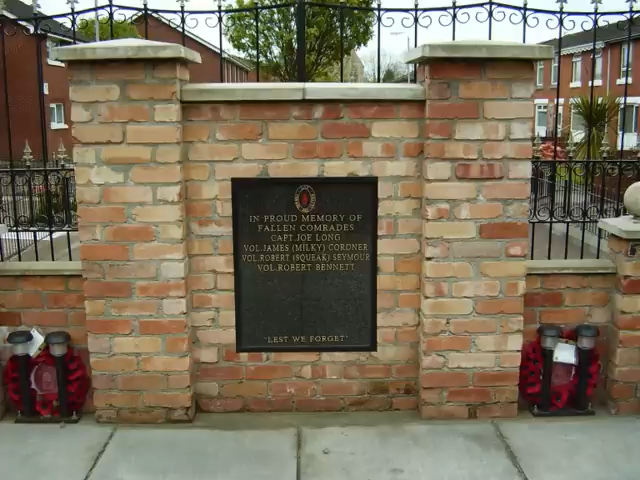 IN PROUD MEMORY OF
FALLEN COMRADES
CAPT. JOE LONG
VOL. JAMES (MILKY) CORDNER
VOL. ROBERT (SQUEAK) SEYMOUR
VOL. ROBERT BENNETT
"LEST WE FORGET"